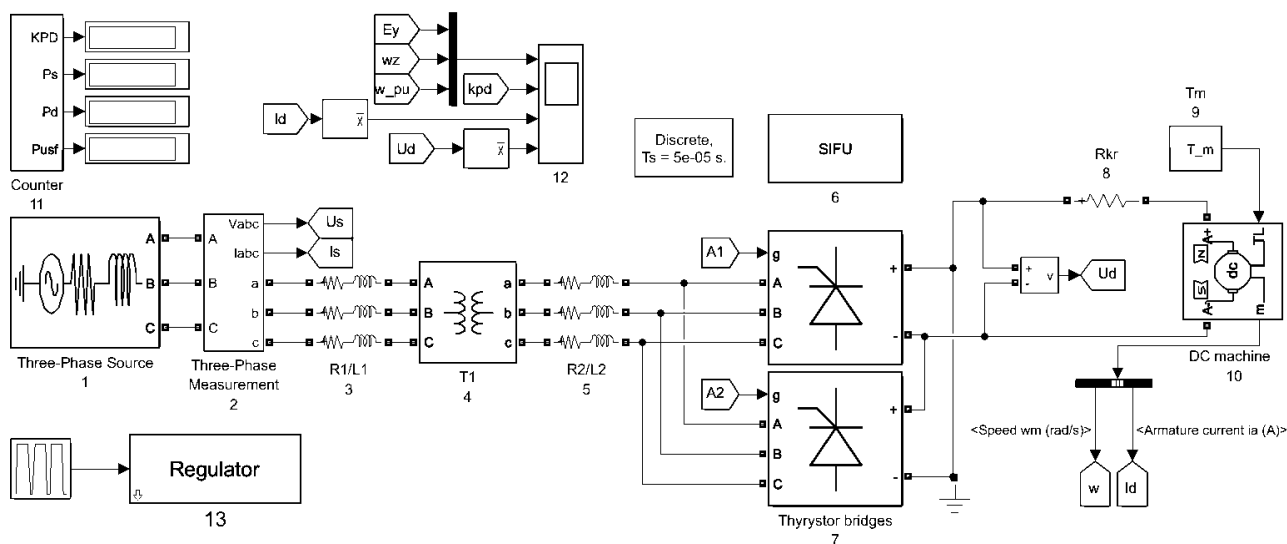 KPD
Ps
Pd
Pusf
Counter
11
Ey
wz
w_pu
kpd
Id
x
Ud
x
12
Discrete,
Ts = 5e-05 s.
SIFU
6
Tm
9
T_m
Rkr
8
+
A
B
C
Three-Phase Source
1
A
B
C
Vabc
Iabc
a
b
c
Three-Phase
Measurement
2
Us
Is
R1/L1
3
A
B
C
a
b
c
T1
4
R2/L2
5
A1
g
A
B
C
+
-
A2
g
A
B
C
+
-
Thyrystor bridges
7
+
-
v
Ud
A+
TL
N
dc
S
A-
m
DC machine
10
<Speed wm (rad/s)>
<Armature current ia (A)>
w
Id
Regulator
13